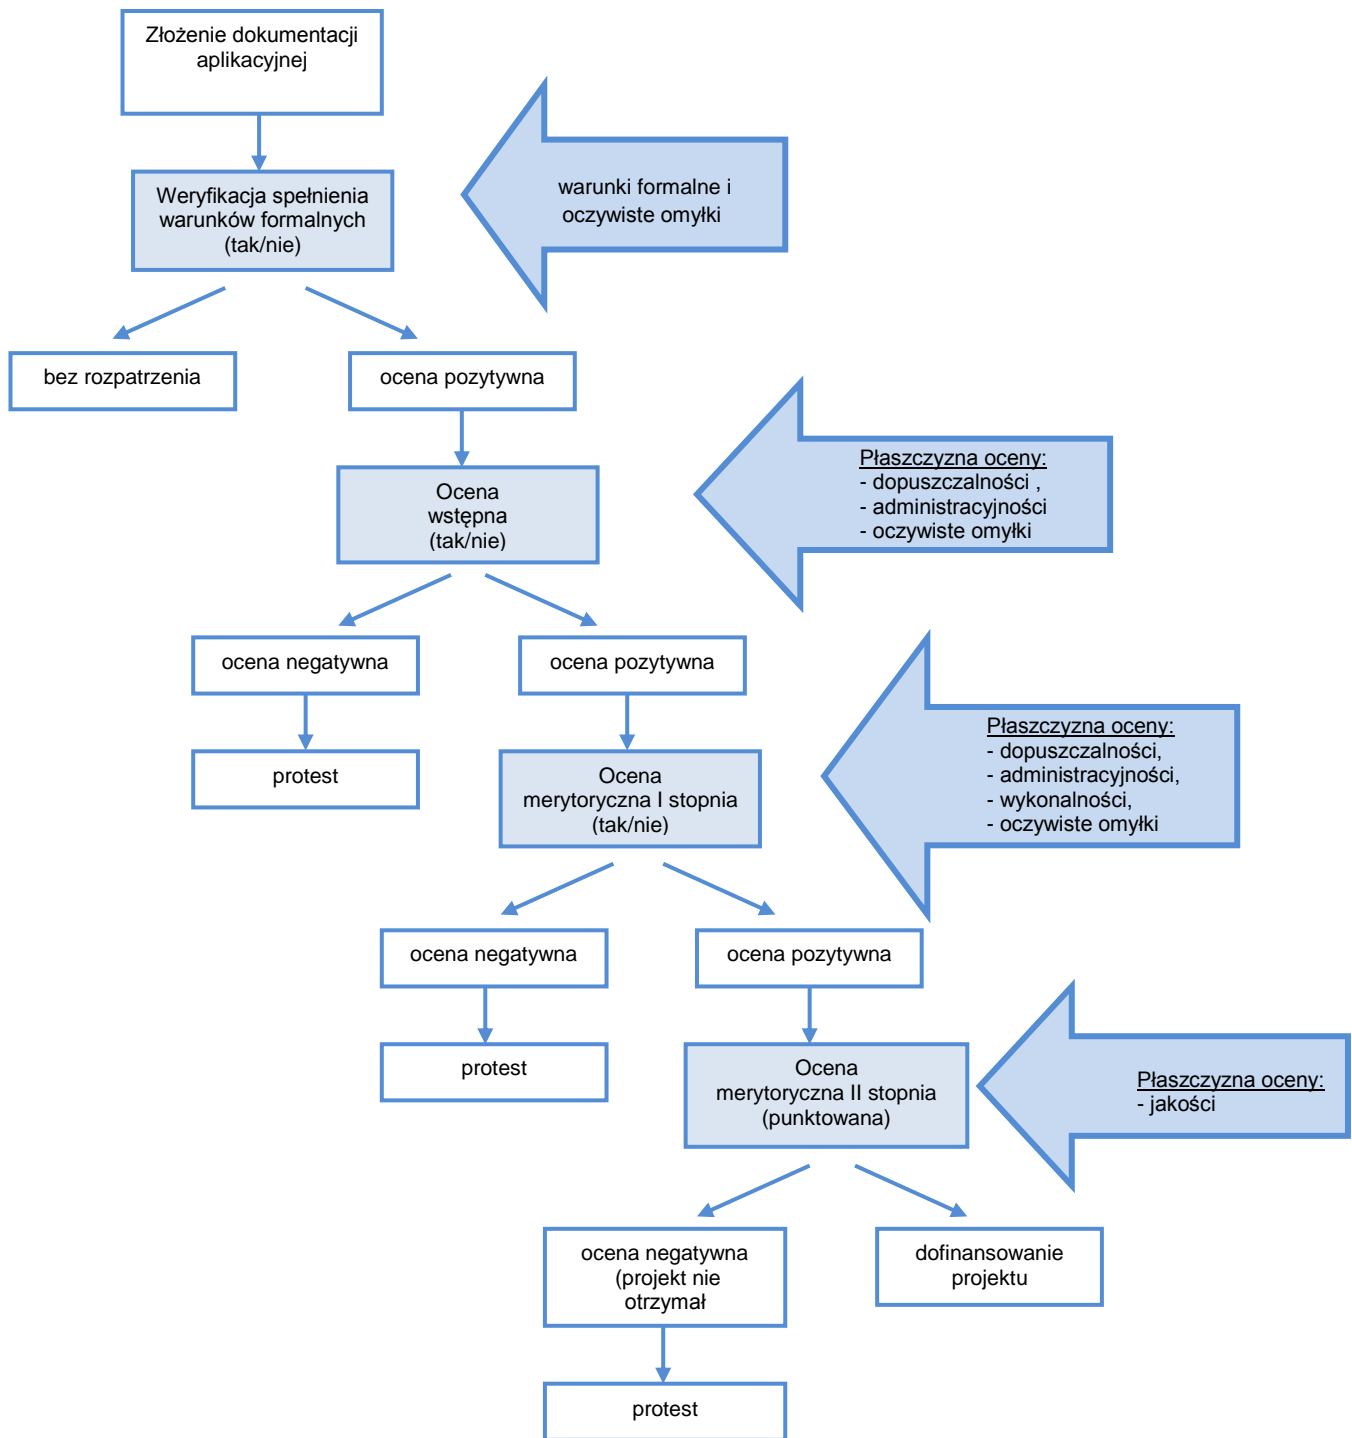 Złożenie dokumentacji
aplikacyjnej
Weryfikacja spełnienia
warunków formalnych
(tak/nie)
warunki formalne i
oczywiste omyłki
bez rozpatrzenia
ocena pozytywna
Ocena
wstępna
(tak/nie)
Płaszczyzna oceny:
- dopuszczalności ,
- administracyjności
- oczywiste omyłki
ocena negatywna
ocena pozytywna
protest
Ocena
merytoryczna I stopnia
(tak/nie)
Płaszczyzna oceny:
- dopuszczalności,
- administracyjności,
- wykonalności,
- oczywiste omyłki
ocena negatywna
ocena pozytywna
protest
Ocena
merytoryczna II stopnia
(punktowana)
Płaszczyzna oceny:
- jakości
ocena negatywna
(projekt nie
otrzymał
dofinansowanie
projektu
protest